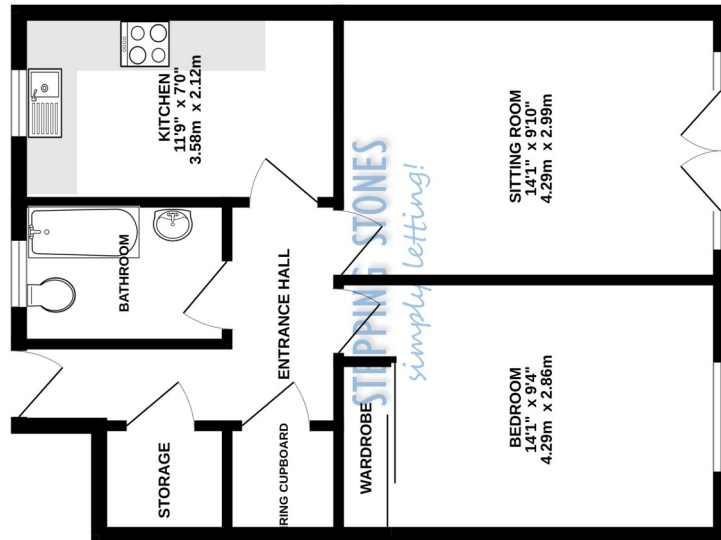 KITCHEN
11'9" x 7'0"
3.58m x 2.12m
SITTING ROOM
14'1" x 9'10"
4.29m x 2.99m
BATHROOM
ENTRANCE HALL
STEPPING STONES
simply letting!
BEDROOM
14'1" x 9'4"
4.29m x 2.86m
STORAGE
RING CUPBOARD
WARDROBE